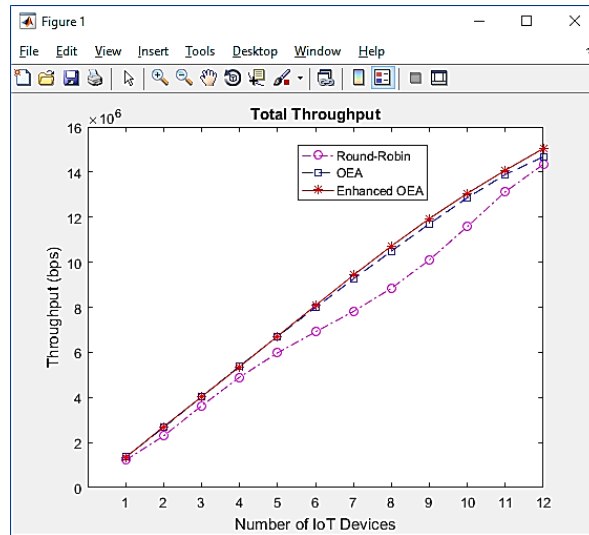 Figure 1
File Edit View Insert Tools Desktop Window Help
Total Throughput
×10^6
16
14
12
10
8
6
4
2
0
Throughput (bps)
Round-Robin
OEA
Enhanced OEA
1 2 3 4 5 6 7 8 9 10 11 12
Number of IoT Devices